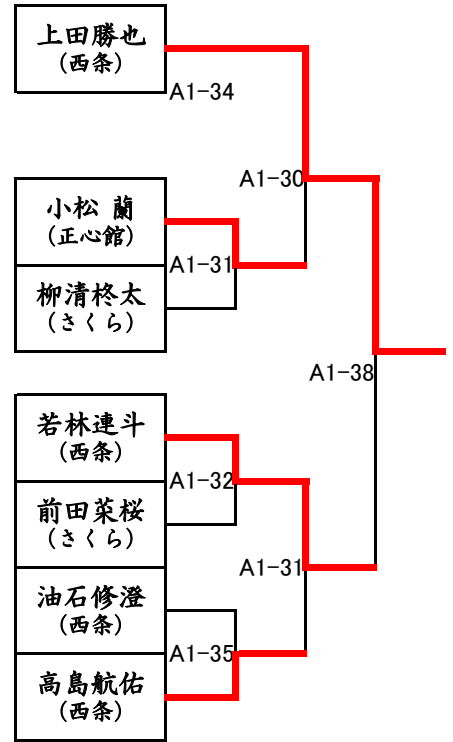 上田勝也
(西条)
A1-34
A1-30
小松 蘭
(正心館)
A1-31
柳清柊太
(さくら)
A1-38
若林連斗
(西条)
A1-32
前田菜桜
(さくら)
A1-31
油石修澄
(西条)
A1-35
高島航佑
(西条)